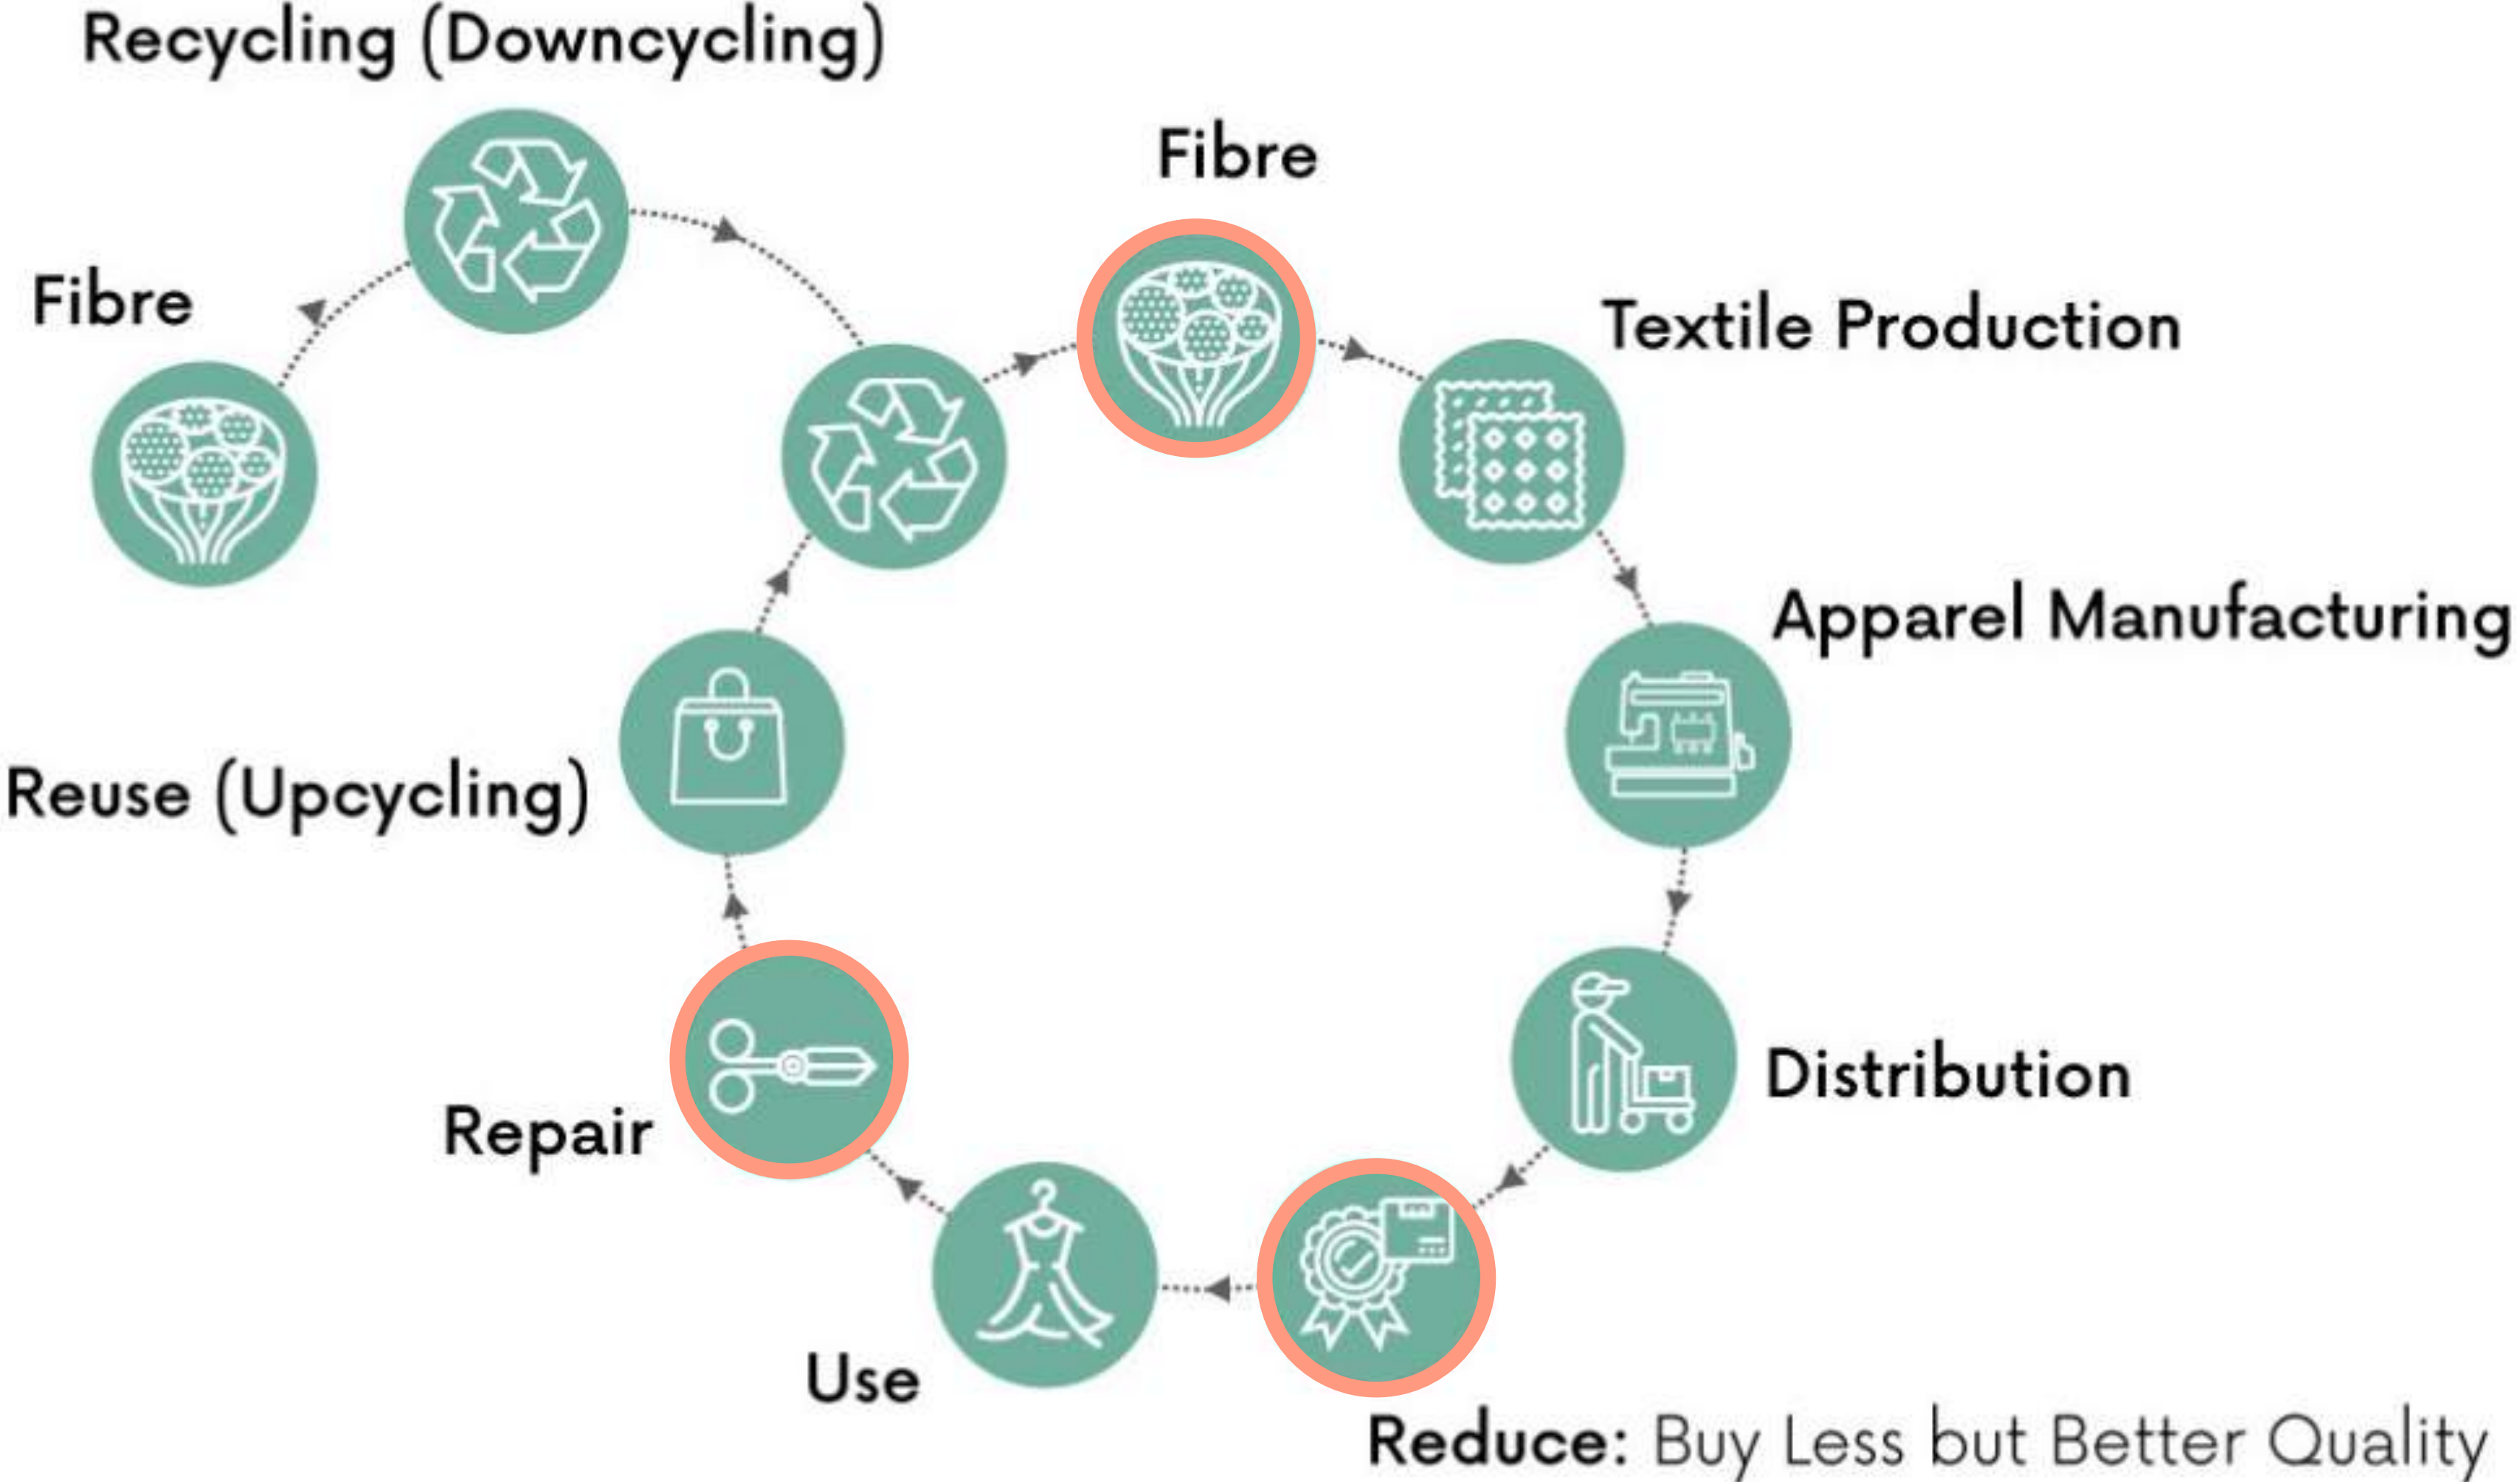 Recycling (Downcycling)
Fibre
Fibre
Textile Production
Apparel Manufacturing
Reuse (Upcycling)
Distribution
Repair
Use
Reduce: Buy Less but Better Quality